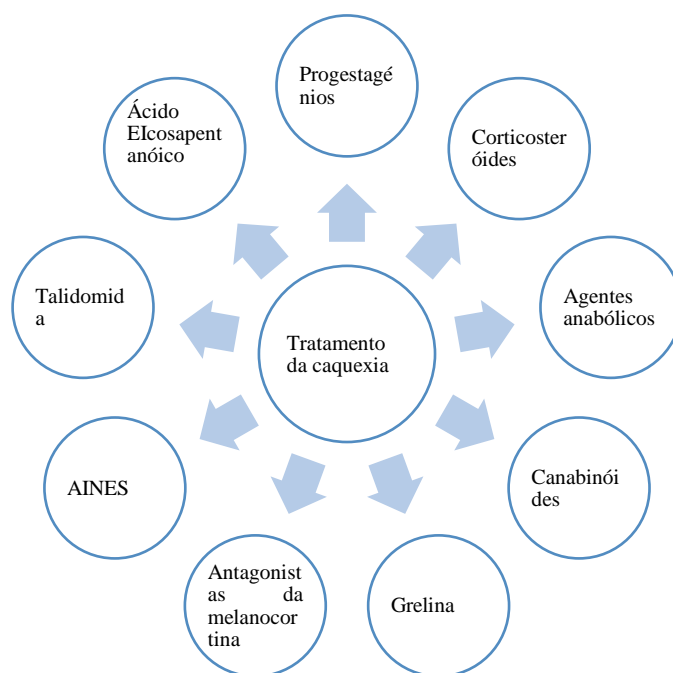 Progestagé
nios
Corticoster
óides
Agentes
anabólicos
Canabinói
des
Grelina
Antagonist
as da
melanocor
tina
AINES
Talidomid
a
Ácido
EIcosapent
anóico
Tratamento
da caquexia